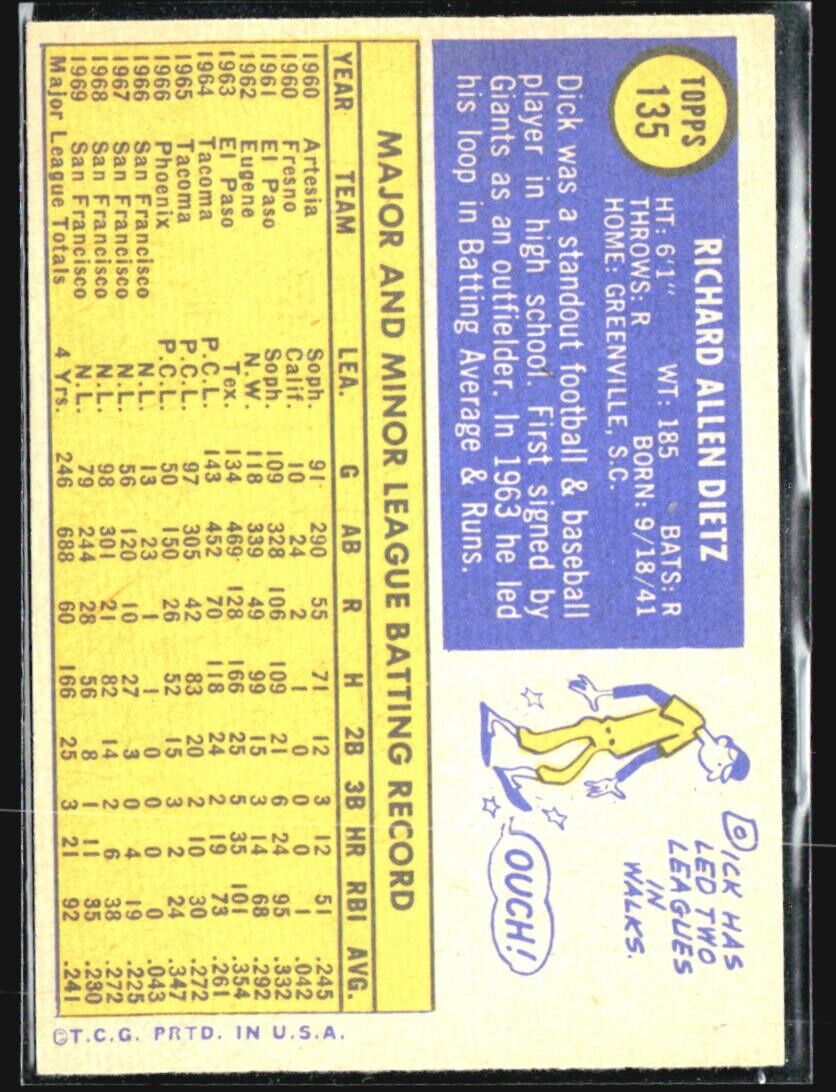 TOPPS
135
RICHARD ALLEN DIETZ
HT: 6'1" WT: 185 BATS: R
THROWS: R BORN: 9/18/41
HOME: GREENVILLE, S.C.
Dick was a standout football & baseball
player in high school. First signed by
Giants as an outfielder. In 1963 he led
his loop in Batting Average & Runs.
DICK HAS
LED TWO
LEAGUES
IN
WALKS.
OUCH!
MAJOR AND MINOR LEAGUE BATTING RECORD
YEAR TEAM LEA. G AB R H 2B 3B HR RBI AVG.
1960 Artesia Soph. 91 290 55 71 12 3 12 51 .245
1960 Fresno Calif. 10 24 2 1 0 0 0 1 .042
1961 El Paso Soph. 109 328 106 109 21 6 24 95 .332
1962 Eugene N.W. 118 339 49 99 15 3 14 68 .292
1963 El Paso Tex. 134 469 128 166 25 5 35 101 .354
1964 Tacoma P.C.L. 143 452 70 118 24 2 19 73 .261
1965 Tacoma P.C.L. 97 305 42 83 20 2 10 30 .272
1966 Phoenix P.C.L. 50 150 26 52 15 3 2 24 .347
1966 San Francisco N.L. 13 23 1 1 0 0 0 0 .043
1967 San Francisco N.L. 56 120 10 27 3 0 4 19 .225
1968 San Francisco N.L. 98 301 21 82 14 2 6 38 .272
1969 San Francisco N.L. 79 244 28 56 8 1 11 35 .230
Major League Totals 4 Yrs. 246 688 60 166 25 3 21 92 .241
©T.C.G. PRTD. IN U.S.A.